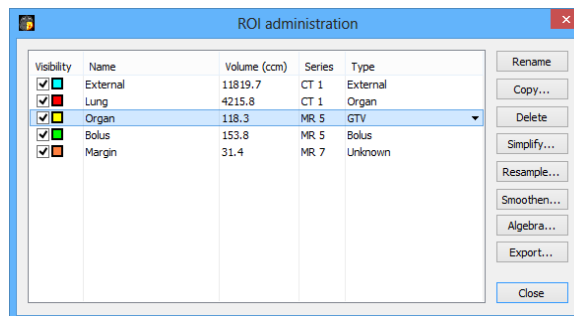 ROI administration
Visibility Name Volume (ccm) Series Type
External 11819.7 CT 1 External
Lung 4215.8 CT 1 Organ
Organ 118.3 MR 5 GTV
Bolus 153.8 MR 5 Bolus
Margin 31.4 MR 7 Unknown
Rename
Copy...
Delete
Simplify...
Resample...
Smoothen...
Algebra...
Export...
Close